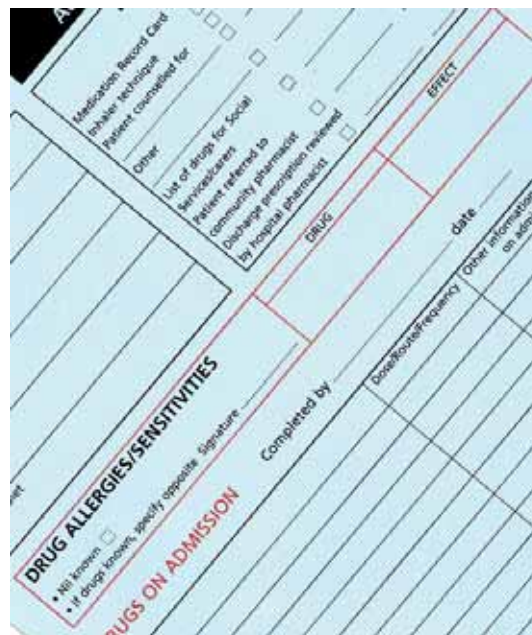 Medication Record Card
Inhaler technique
Patient counselled for
Other
List of drugs for Social
Services/carers
Patient referred to
community pharmacist
Discharge prescription reviewed
by hospital pharmacist
DRUG ALLERGIES/SENSITIVITIES
• Nil known
• If drugs known, specify opposite Signature
DRUG
EFFECT
RUGS ON ADMISSION
Completed by
date
Dose/Route/Frequency
Other information
on adm